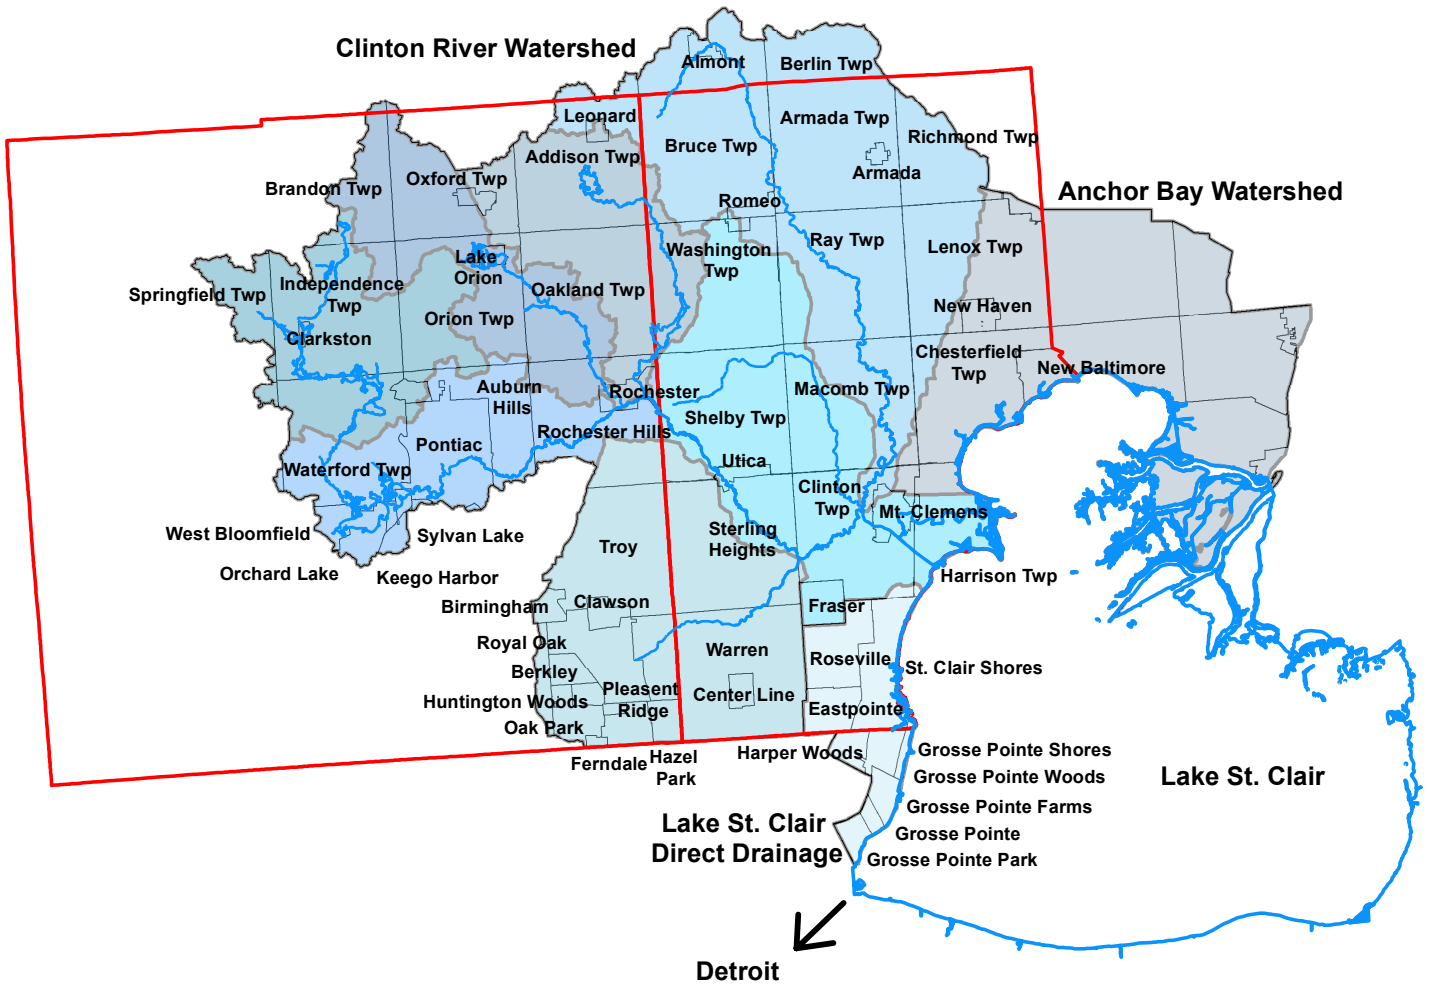 Clinton River Watershed
Almont
Berlin Twp
Leonard
Armada Twp
Richmond Twp
Bruce Twp
Addison Twp
Armada
Oxford Twp
Brandon Twp
Anchor Bay Watershed
Romeo
Ray Twp
Lenox Twp
Washington
Twp
Lake
Orion
Independence
Twp
Springfield Twp
Oakland Twp
New Haven
Orion Twp
Clarkston
Chesterfield
Twp
New Baltimore
Auburn
Hills
Rochester
Macomb Twp
Shelby Twp
Rochester Hills
Pontiac
Utica
Waterford Twp
Clinton
Twp
Mt. Clemens
West Bloomfield
Sylvan Lake
Sterling
Heights
Troy
Orchard Lake
Keego Harbor
Harrison Twp
Birmingham
Clawson
Fraser
Royal Oak
Warren
Roseville
St. Clair Shores
Berkley
Pleasant
Ridge
Center Line
Huntington Woods
Eastpointe
Oak Park
Harper Woods
Grosse Pointe Shores
Ferndale
Hazel
Park
Grosse Pointe Woods
Lake St. Clair
Grosse Pointe Farms
Lake St. Clair
Direct Drainage
Grosse Pointe
Grosse Pointe Park
Detroit